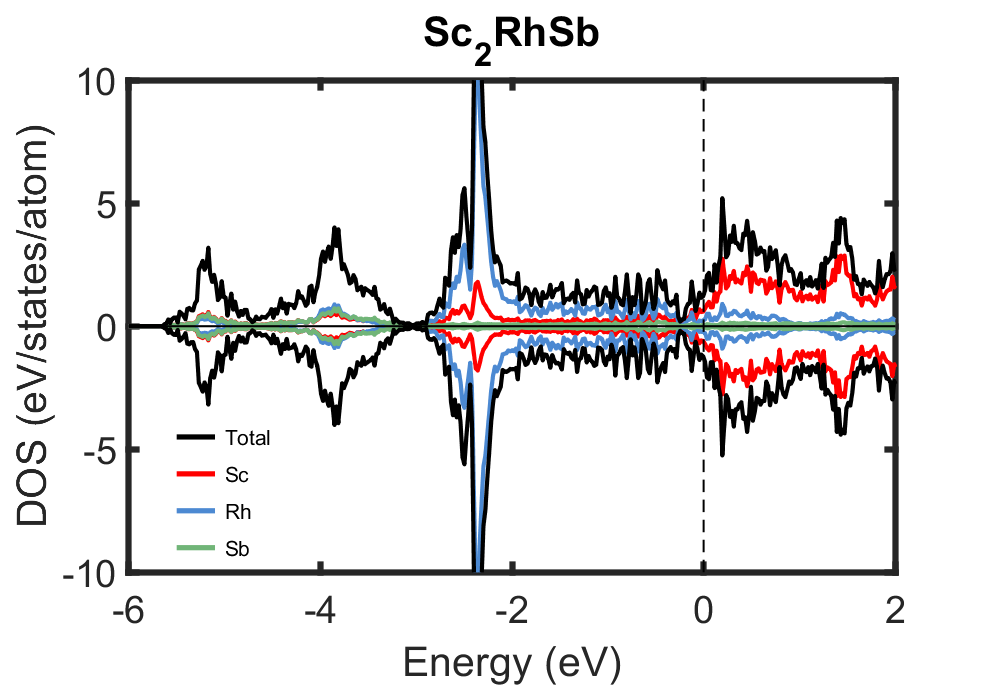 Sc2RhSb
DOS (eV/states/atom)
10
5
0
-5
-10
Total
Sc
Rh
Sb
-6
-4
-2
0
2
Energy (eV)